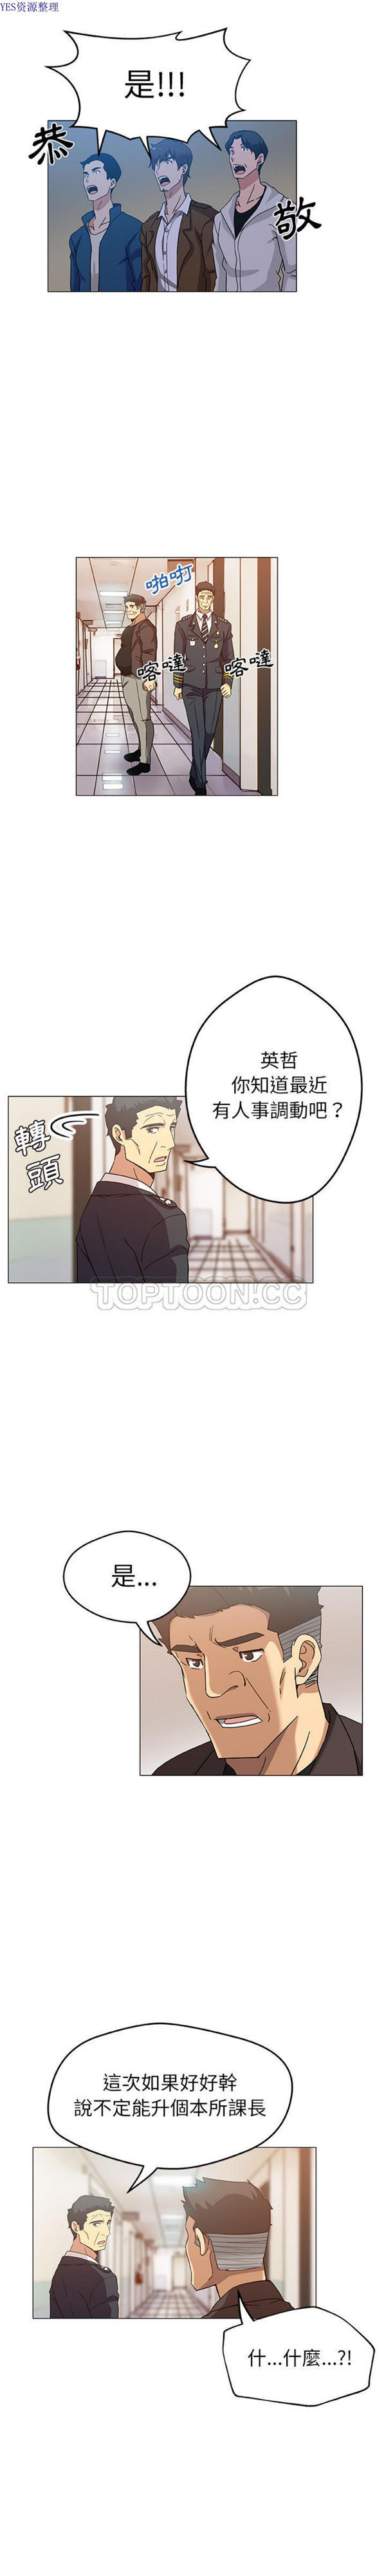 YES资源整理
是!!!
恭
敬
啪叮
喀噠
喀噠
英哲
你知道最近
有人事調動吧？
轉
頭
TOPTOON.CC
是...
這次如果好好幹
說不定能升個本所課長
什...什麼...?!